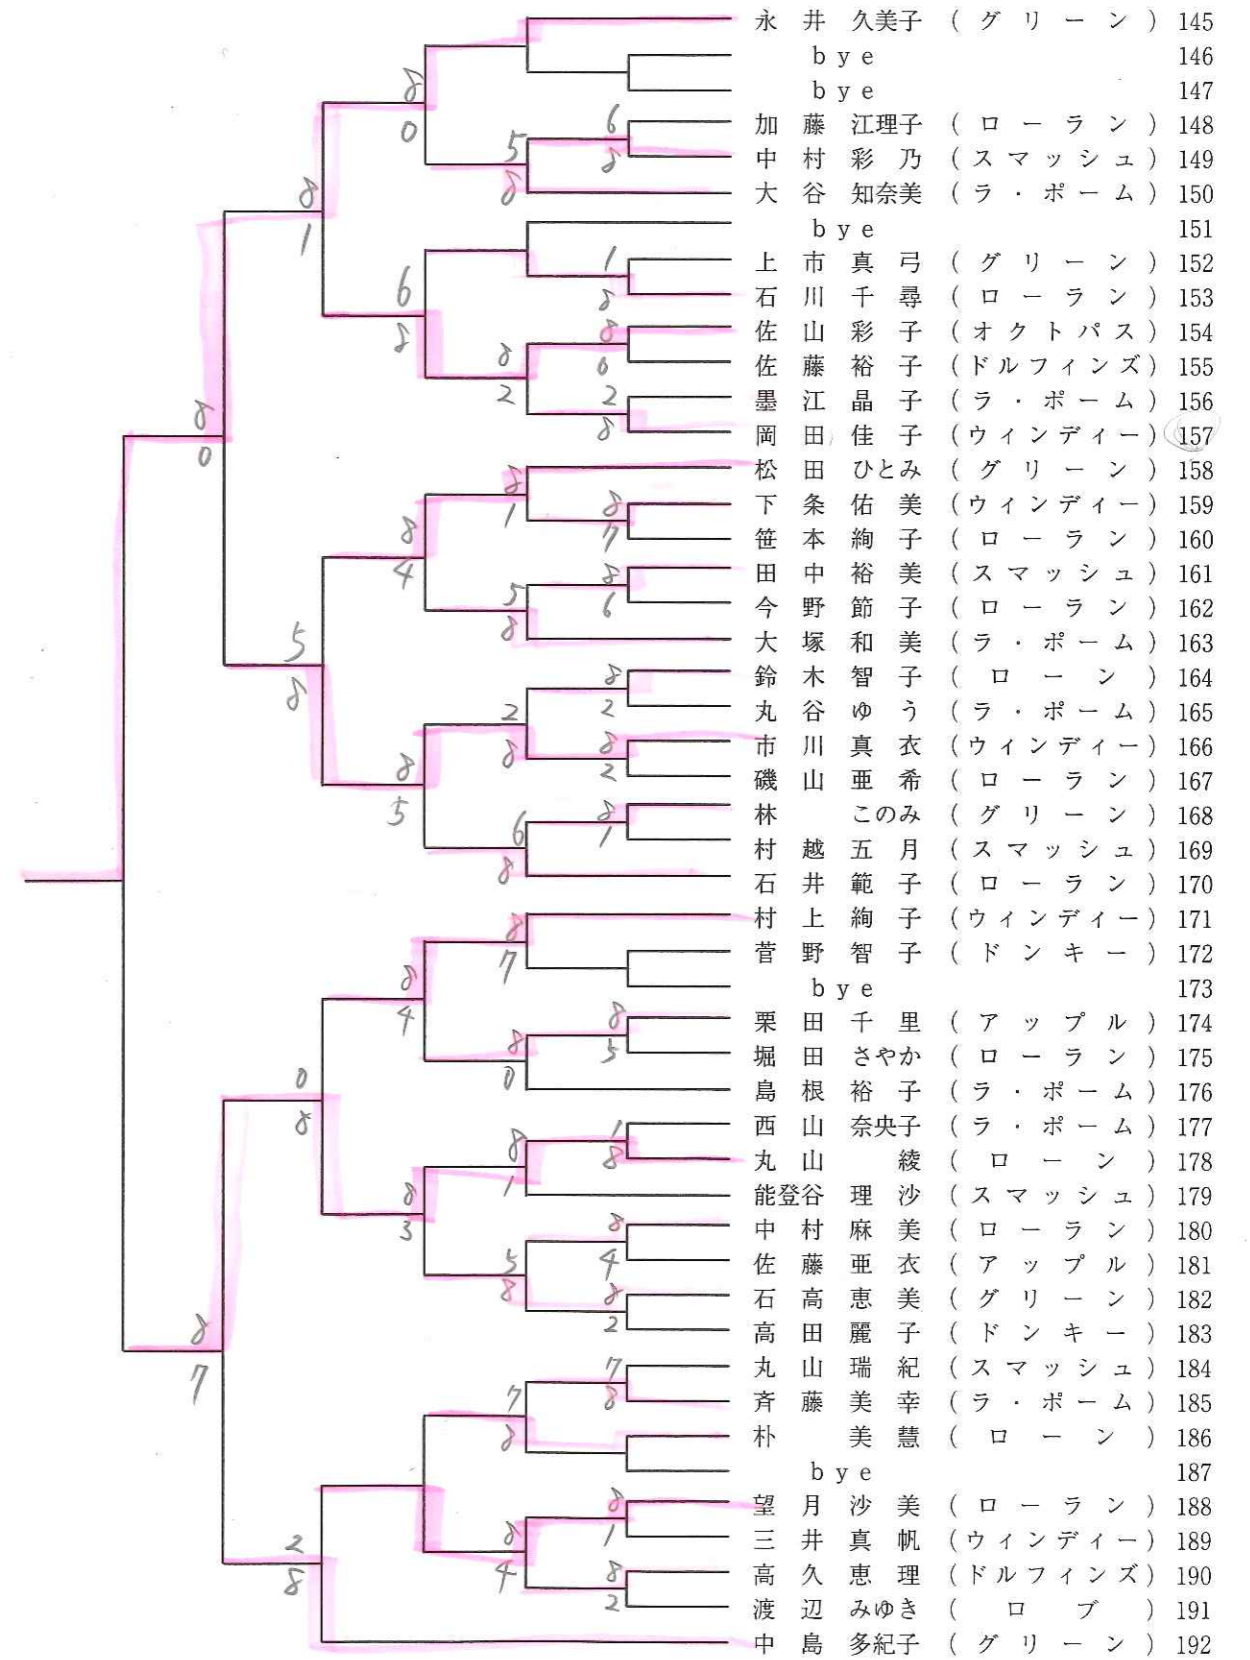 永井 久美子 (グリーン) 145
bye 146
bye 147
加藤 江理子 (ローラン) 148
中村 彩乃 (スマッシュ) 149
大谷 知奈美 (ラ・ポーム) 150
bye 151
上市 真弓 (グリーン) 152
石川 千尋 (ローラン) 153
佐山 彩子 (オクトパス) 154
佐藤 裕子 (ドルフィンズ) 155
墨江 晶子 (ラ・ポーム) 156
岡田 佳子 (ウィンディー) 157
松田 ひとみ (グリーン) 158
下条 佑美 (ウィンディー) 159
笹本 絢子 (ローラン) 160
田中 裕美 (スマッシュ) 161
今野 節子 (ローラン) 162
大塚 和美 (ラ・ポーム) 163
鈴木 智子 (ローン) 164
丸谷 ゆう (ラ・ポーム) 165
市川 真衣 (ウィンディー) 166
磯山 亜希 (ローラン) 167
林 このみ (グリーン) 168
村越 五月 (スマッシュ) 169
石井 範子 (ローラン) 170
村上 絢子 (ウィンディー) 171
菅野 智子 (ドンキー) 172
bye 173
栗田 千里 (アップル) 174
堀田 さやか (ローラン) 175
島根 裕子 (ラ・ポーム) 176
西山 奈央子 (ラ・ポーム) 177
丸山 綾 (ローン) 178
能登谷 理沙 (スマッシュ) 179
中村 麻美 (ローラン) 180
佐藤 亜衣 (アップル) 181
石高 恵美 (グリーン) 182
高田 麗子 (ドンキー) 183
丸山 瑞紀 (スマッシュ) 184
斉藤 美幸 (ラ・ポーム) 185
朴 美慧 (ローン) 186
bye 187
望月 沙美 (ローラン) 188
三井 真帆 (ウィンディー) 189
高久 恵理 (ドルフィンズ) 190
渡辺 みゆき (ロブ) 191
中島 多紀子 (グリーン) 192